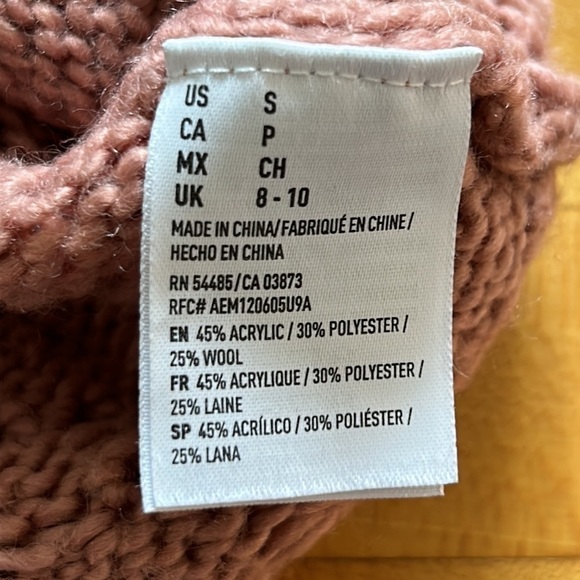 US S
CA P
MX CH
UK 8 - 10
MADE IN CHINA/FABRIQUÉ EN CHINE/
HECHO EN CHINA
RN 54485/CA 03873
RFC# AEM120605U9A
EN 45% ACRYLIC / 30% POLYESTER /
25% WOOL
FR 45% ACRYLIQUE / 30% POLYESTER /
25% LAINE
SP 45% ACRÍLICO / 30% POLIÉSTER /
25% LANA